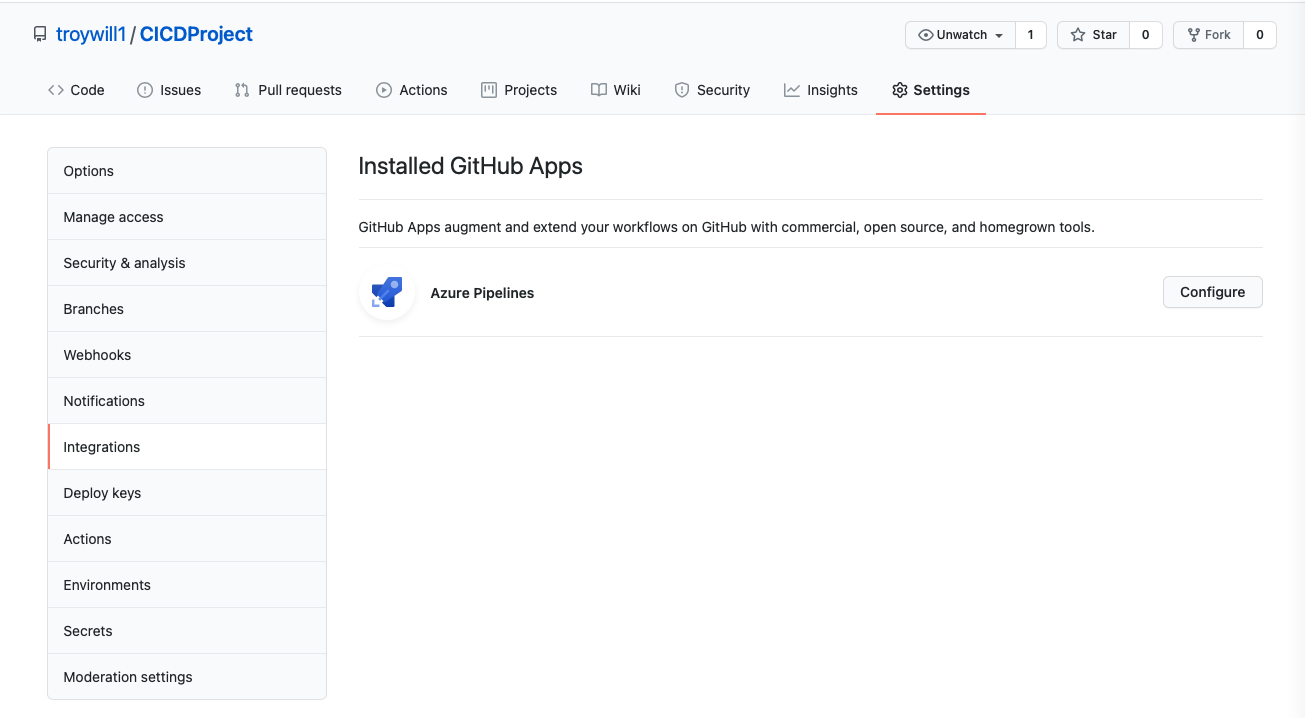 troywill1 / CICDProject
Unwatch 1 Star 0 Fork 0
Code Issues Pull requests Actions Projects Wiki Security Insights Settings
Options
Manage access
Security & analysis
Branches
Webhooks
Notifications
Integrations
Deploy keys
Actions
Environments
Secrets
Moderation settings
Installed GitHub Apps
GitHub Apps augment and extend your workflows on GitHub with commercial, open source, and homegrown tools.
Azure Pipelines
Configure